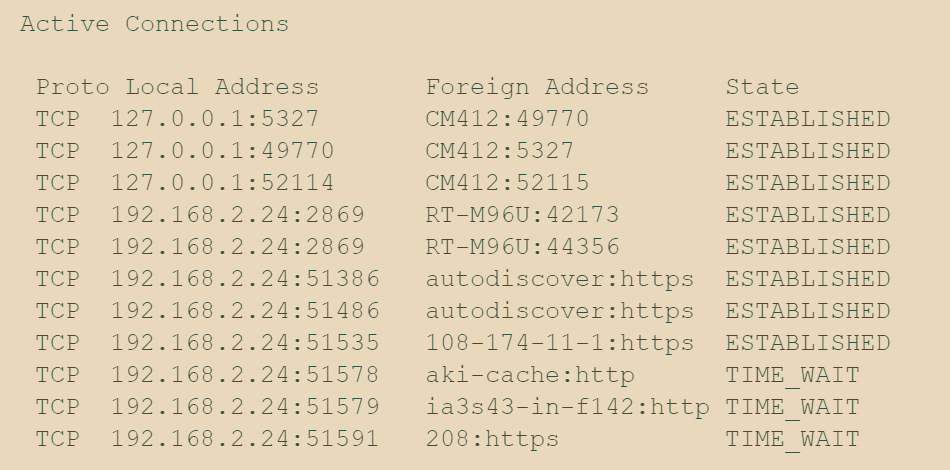 Active Connections
Proto Local Address Foreign Address State
TCP 127.0.0.1:5327 CM412:49770 ESTABLISHED
TCP 127.0.0.1:49770 CM412:5327 ESTABLISHED
TCP 127.0.0.1:52114 CM412:52115 ESTABLISHED
TCP 192.168.2.24:2869 RT-M96U:42173 ESTABLISHED
TCP 192.168.2.24:2869 RT-M96U:44356 ESTABLISHED
TCP 192.168.2.24:51386 autodiscover:https ESTABLISHED
TCP 192.168.2.24:51486 autodiscover:https ESTABLISHED
TCP 192.168.2.24:51535 108-174-11-1:https ESTABLISHED
TCP 192.168.2.24:51578 aki-cache:http TIME_WAIT
TCP 192.168.2.24:51579 ia3s43-in-f142:http TIME_WAIT
TCP 192.168.2.24:51591 208:https TIME_WAIT